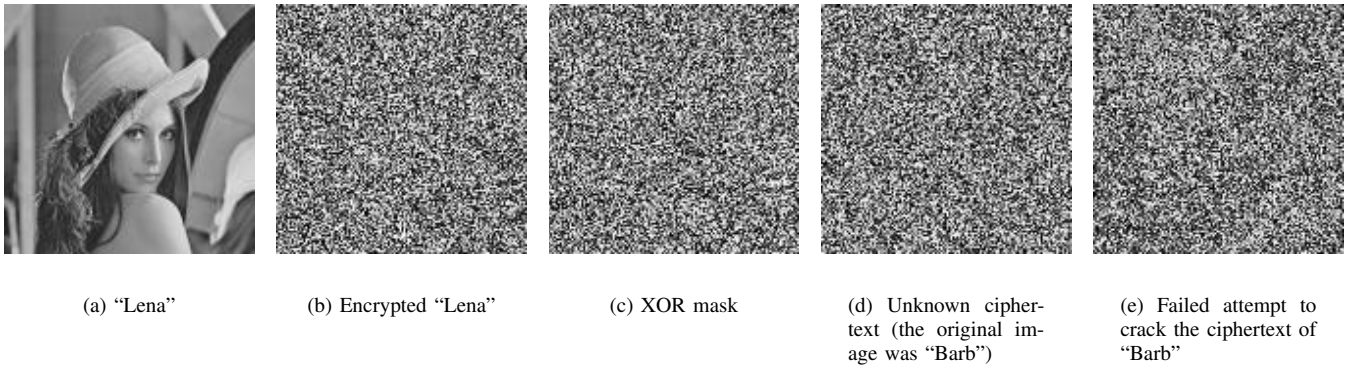 (a) “Lena”
(b) Encrypted “Lena”
(c) XOR mask
(d) Unknown cipher-
text (the original im-
age was “Barb”)
(e) Failed attempt to
crack the ciphertext of
“Barb”